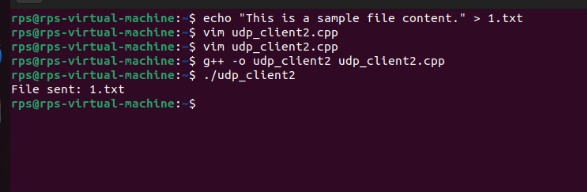 rps@rps-virtual-machine:~$ echo "This is a sample file content." > 1.txt
rps@rps-virtual-machine:~$ vim udp_client2.cpp
rps@rps-virtual-machine:~$ vim udp_client2.cpp
rps@rps-virtual-machine:~$ g++ -o udp_client2 udp_client2.cpp
rps@rps-virtual-machine:~$ ./udp_client2
File sent: 1.txt
rps@rps-virtual-machine:~$